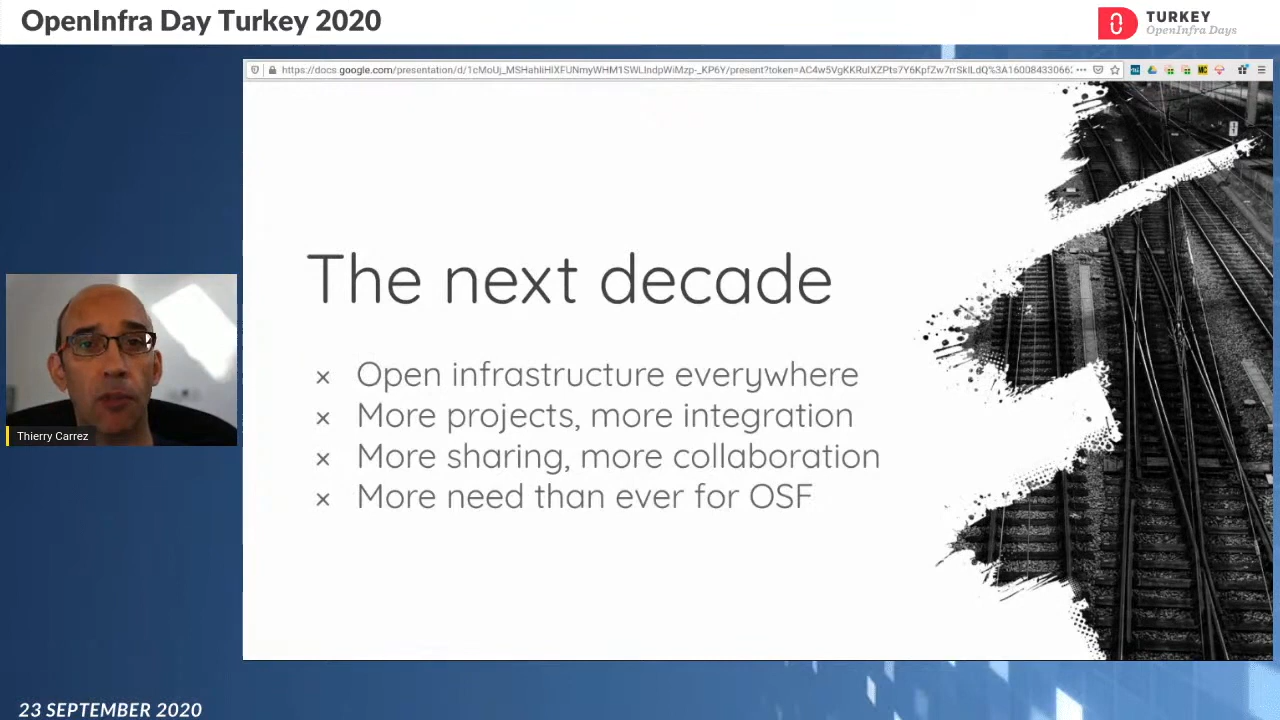 OpenInfra Day Turkey 2020
TURKEY
OpenInfra Days
The next decade
× Open infrastructure everywhere
× More projects, more integration
× More sharing, more collaboration
× More need than ever for OSF
Thierry Carrez
23 SEPTEMBER 2020